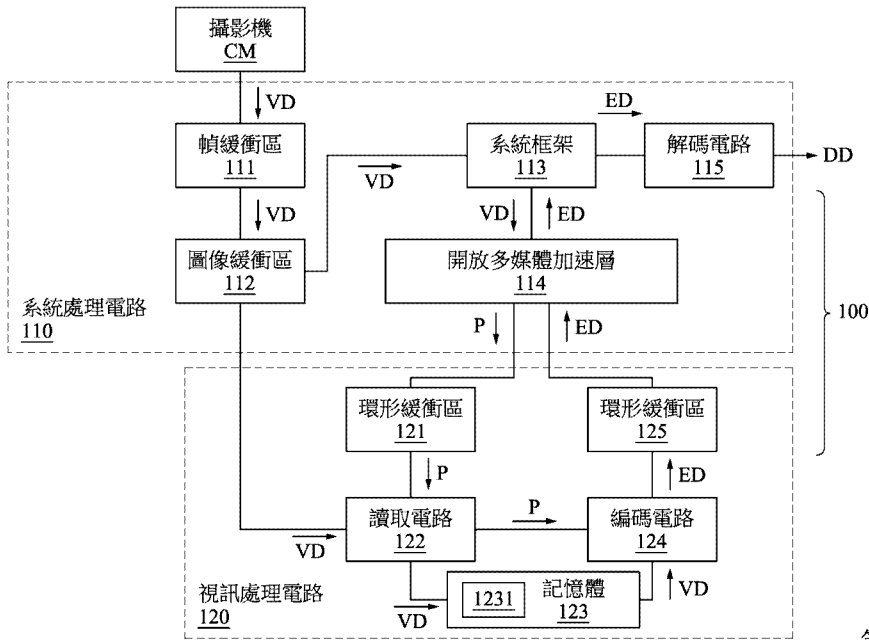 攝影機
CM
VD
幀緩衝區
111
VD
圖像緩衝區
112
VD
系統框架
113
ED
解碼電路
115
DD
VD
ED
開放多媒體加速層
114
系統處理電路
110
P
ED
100
環形緩衝區
121
環形緩衝區
125
P
ED
讀取電路
122
P
編碼電路
124
VD
視訊處理電路
120
VD
1231
記憶體
123
VD